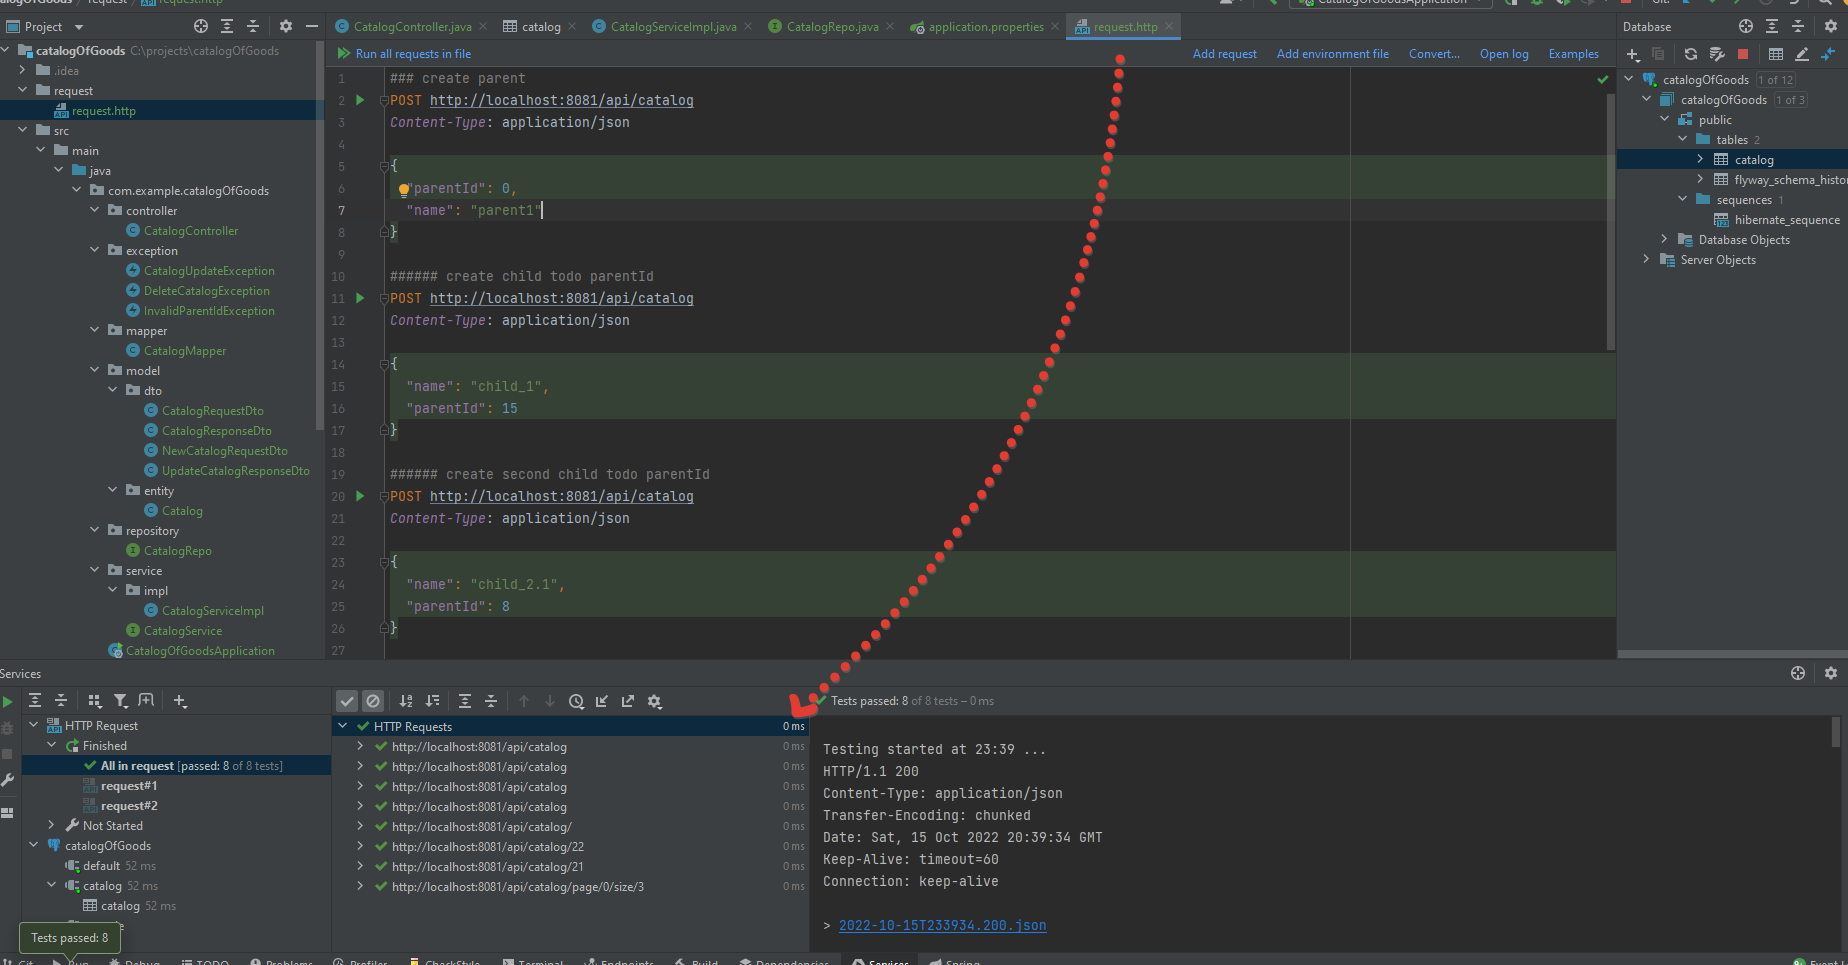 Project
CatalogController.java
catalog
CatalogServiceImpl.java
CatalogRepo.java
application.properties
request.http
Database
catalogOfGoods C:\projects\catalogOfGoods
.idea
request
request.http
src
main
java
com.example.catalogOfGoods
controller
CatalogController
exception
CatalogUpdateException
DeleteCatalogException
InvalidParentIdException
mapper
CatalogMapper
model
dto
CatalogRequestDto
CatalogResponseDto
NewCatalogRequestDto
UpdateCatalogResponseDto
entity
Catalog
repository
CatalogRepo
service
impl
CatalogServiceImpl
CatalogService
CatalogOfGoodsApplication
Run all requests in file
Add request
Add environment file
Convert...
Open log
Examples
1 ### create parent
2 POST http://localhost:8081/api/catalog
3 Content-Type: application/json
4
5 {
6 "parentId": 0,
7 "name": "parent1"
8 }
9
10 ###### create child todo parentId
11 POST http://localhost:8081/api/catalog
12 Content-Type: application/json
13
14 {
15 "name": "child_1",
16 "parentId": 15
17 }
18
19 ###### create second child todo parentId
20 POST http://localhost:8081/api/catalog
21 Content-Type: application/json
22
23 {
24 "name": "child_2.1",
25 "parentId": 8
26 }
27
catalogOfGoods 1 of 12
catalogOfGoods 1 of 3
public
tables 2
catalog
flyway_schema_histo
sequences 1
hibernate_sequence
Database Objects
Server Objects
Services
HTTP Request
Finished
All in request [passed: 8 of 8 tests]
request#1
request#2
Not Started
catalogOfGoods
default 52 ms
catalog 52 ms
catalog 52 ms
Tests passed: 8
Tests passed: 8 of 8 tests – 0 ms
HTTP Requests 0 ms
http://localhost:8081/api/catalog 0 ms
http://localhost:8081/api/catalog 0 ms
http://localhost:8081/api/catalog 0 ms
http://localhost:8081/api/catalog 0 ms
http://localhost:8081/api/catalog/ 0 ms
http://localhost:8081/api/catalog/22 0 ms
http://localhost:8081/api/catalog/21 0 ms
http://localhost:8081/api/catalog/page/0/size/3 0 ms
Testing started at 23:39 ...
HTTP/1.1 200
Content-Type: application/json
Transfer-Encoding: chunked
Date: Sat, 15 Oct 2022 20:39:34 GMT
Keep-Alive: timeout=60
Connection: keep-alive
> 2022-10-15T233934.200.json
Git
Run
Debug
TODO
Problems
Profiler
CheckStyle
Terminal
Endpoints
Build
Dependencies
Services
Spring